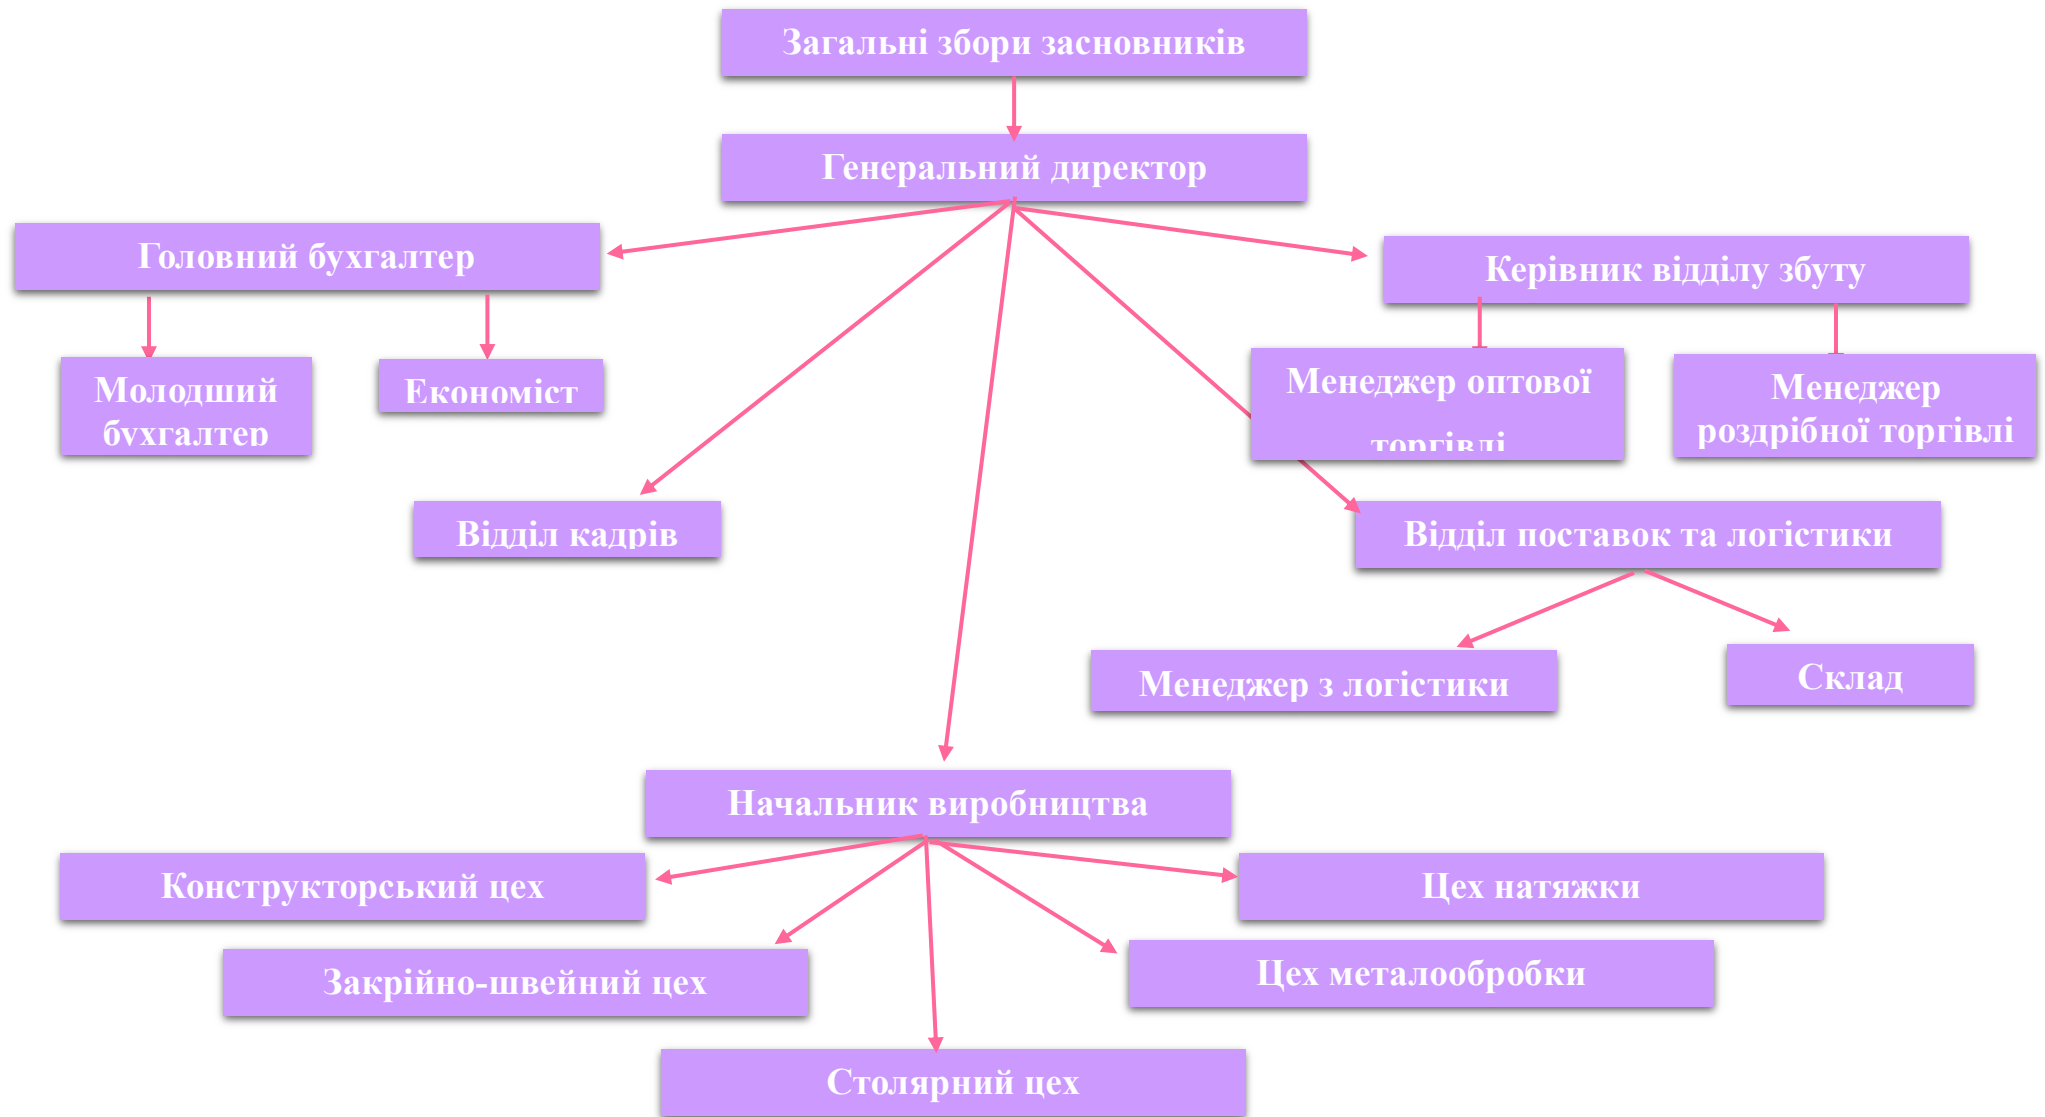 Загальні збори засновників
Генеральний директор
Головний бухгалтер
Керівник відділу збуту
Молодший
бухгалтер
Економіст
Менеджер оптової
торгівлі
Менеджер
роздрібної торгівлі
Відділ кадрів
Відділ поставок та логістики
Менеджер з логістики
Склад
Начальник виробництва
Конструкторський цех
Цех натяжки
Закрійно-швейний цех
Цех металообробки
Столярний цех